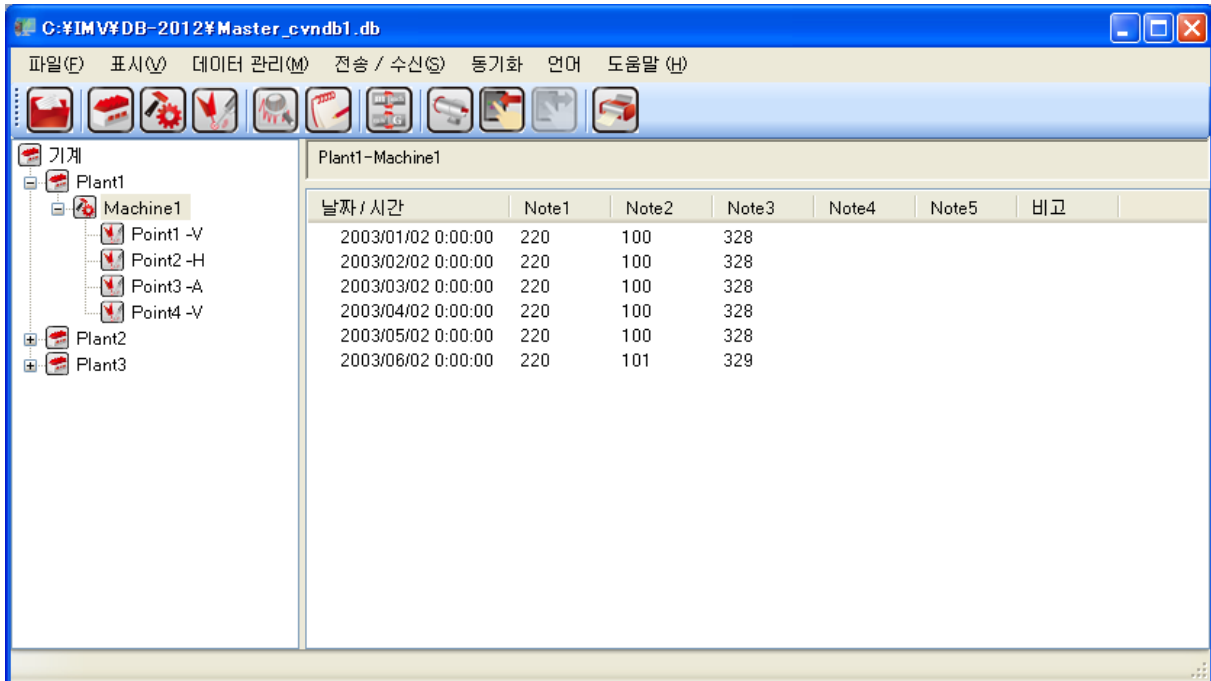 C:¥IMV¥DB-2012¥Master_cvndb1.db
파일(F) 표시(V) 데이터 관리(M) 전송 / 수신(S) 동기화 언어 도움말 (H)
기계
Plant1
Machine1
Point1 -V
Point2 -H
Point3 -A
Point4 -V
Plant2
Plant3
Plant1-Machine1
날짜 / 시간 Note1 Note2 Note3 Note4 Note5 비고
2003/01/02 0:00:00 220 100 328
2003/02/02 0:00:00 220 100 328
2003/03/02 0:00:00 220 100 328
2003/04/02 0:00:00 220 100 328
2003/05/02 0:00:00 220 100 328
2003/06/02 0:00:00 220 101 329